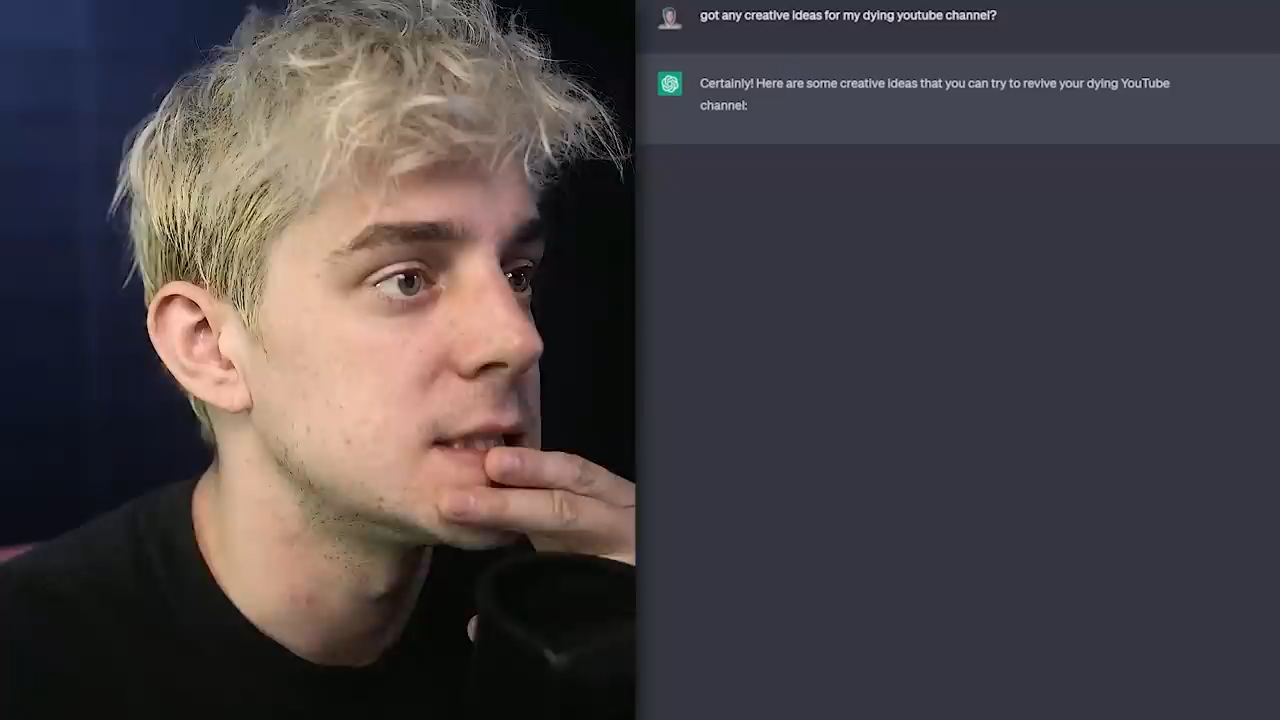 got any creative ideas for my dying youtube channel?
Certainly! Here are some creative ideas that you can try to revive your dying YouTube
channel: